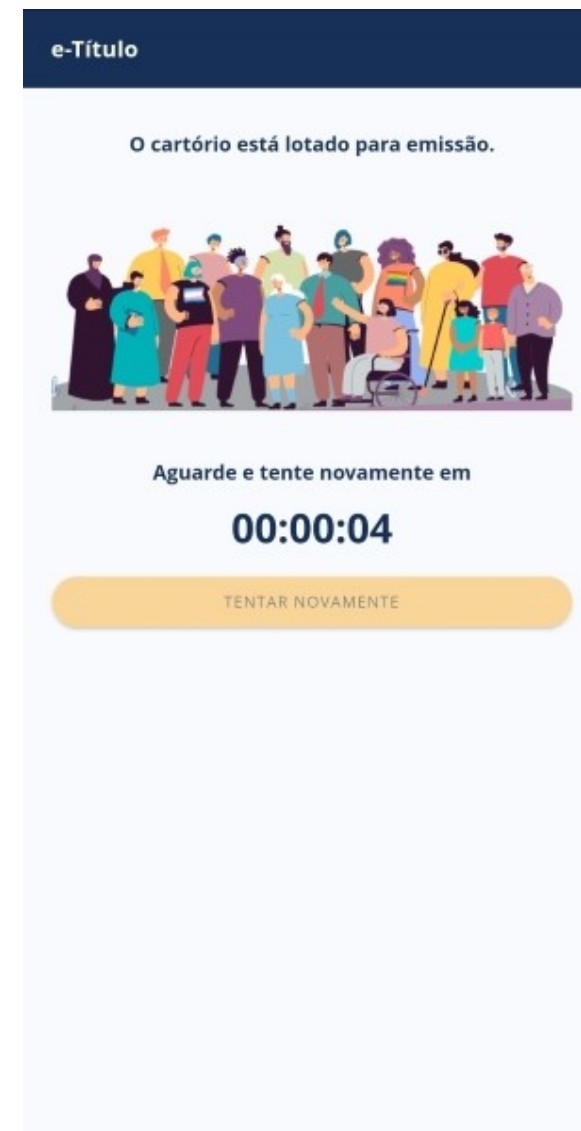 e-Título
O cartório está lotado para emissão.
Aguarde e tente novamente em
00:00:04
TENTAR NOVAMENTE